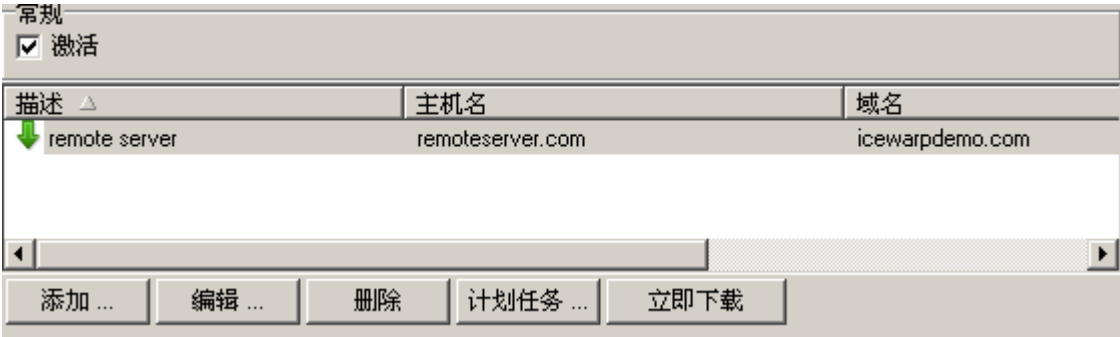 常规
激活
描述 主机名 域名
remote server remoteserver.com icewarpdemo.com
添加 ... 编辑 ... 删除 计划任务 ... 立即下载